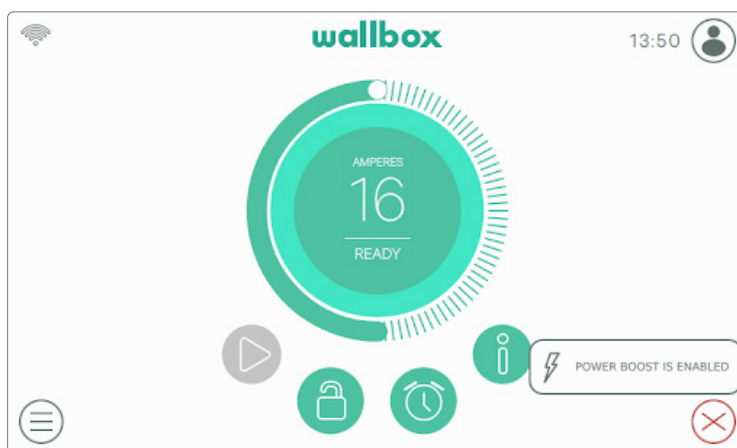 wallbox
13:50
AMPERES
16
READY
POWER BOOST IS ENABLED